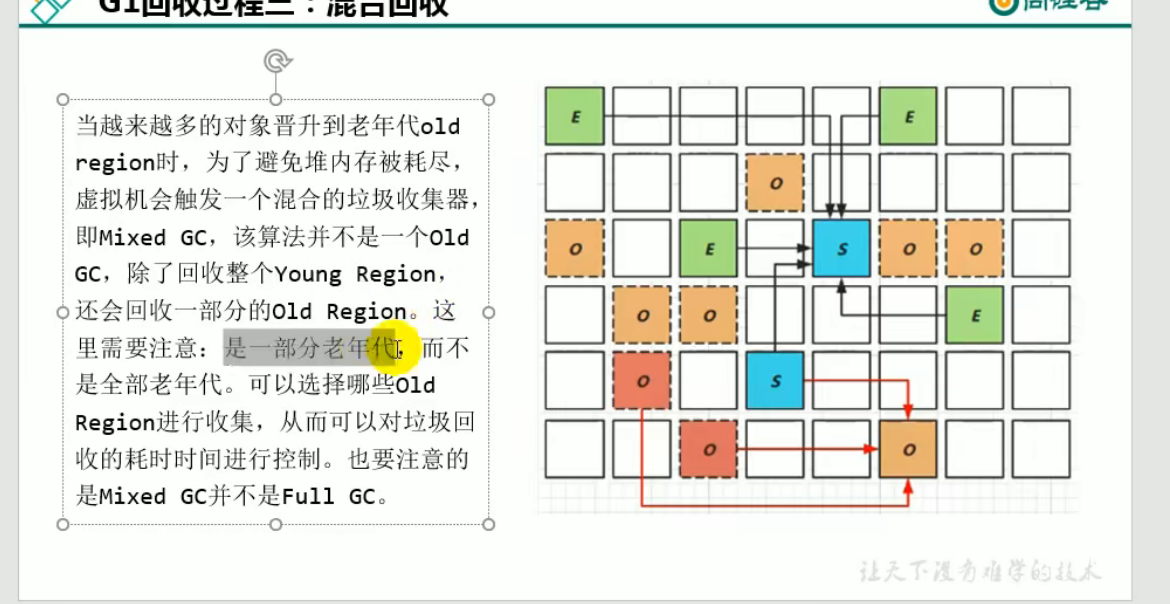 G1回收过程三：混合回收
尚硅谷
当越来越多的对象晋升到老年代old
region时，为了避免堆内存被耗尽，
虚拟机会触发一个混合的垃圾收集器，
即Mixed GC，该算法并不是一个Old
GC，除了回收整个Young Region，
还会回收一部分的Old Region。这
里需要注意：是一部分老年代，而不
是全部老年代。可以选择哪些Old
Region进行收集，从而可以对垃圾回
收的耗时时间进行控制。也要注意的
是Mixed GC并不是Full GC。
E E
O
O E S O O
O O E
O S
O O
让天下没有难学的技术